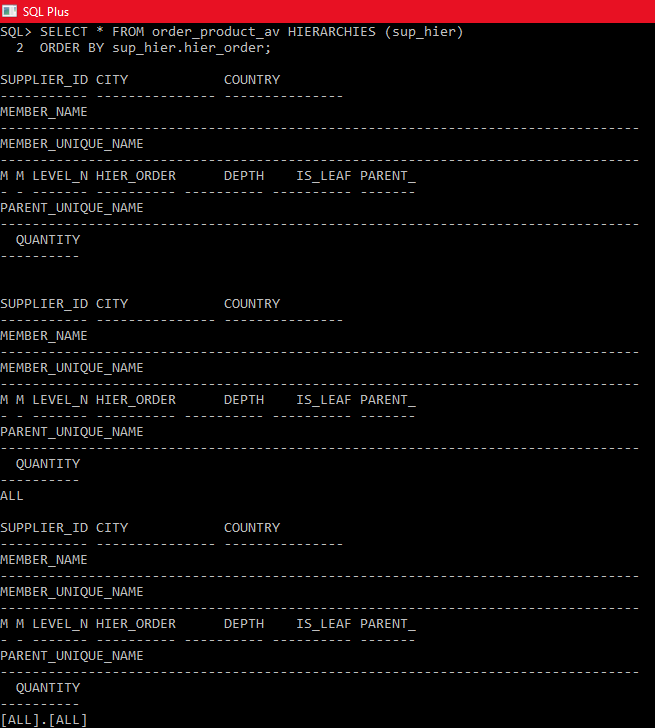 SQL Plus
SQL> SELECT * FROM order_product_av HIERARCHIES (sup_hier)
  2  ORDER BY sup_hier.hier_order;
SUPPLIER_ID CITY            COUNTRY
----------- --------------- ---------------
MEMBER_NAME
--------------------------------------------------------------------------------
MEMBER_UNIQUE_NAME
--------------------------------------------------------------------------------
M M LEVEL_N HIER_ORDER      DEPTH    IS_LEAF PARENT_
- - ------- ---------- ---------- ---------- -------
PARENT_UNIQUE_NAME
--------------------------------------------------------------------------------
  QUANTITY
----------
SUPPLIER_ID CITY            COUNTRY
----------- --------------- ---------------
MEMBER_NAME
--------------------------------------------------------------------------------
MEMBER_UNIQUE_NAME
--------------------------------------------------------------------------------
M M LEVEL_N HIER_ORDER      DEPTH    IS_LEAF PARENT_
- - ------- ---------- ---------- ---------- -------
PARENT_UNIQUE_NAME
--------------------------------------------------------------------------------
  QUANTITY
----------
ALL
SUPPLIER_ID CITY            COUNTRY
----------- --------------- ---------------
MEMBER_NAME
--------------------------------------------------------------------------------
MEMBER_UNIQUE_NAME
--------------------------------------------------------------------------------
M M LEVEL_N HIER_ORDER      DEPTH    IS_LEAF PARENT_
- - ------- ---------- ---------- ---------- -------
PARENT_UNIQUE_NAME
--------------------------------------------------------------------------------
  QUANTITY
----------
[ALL].[ALL]